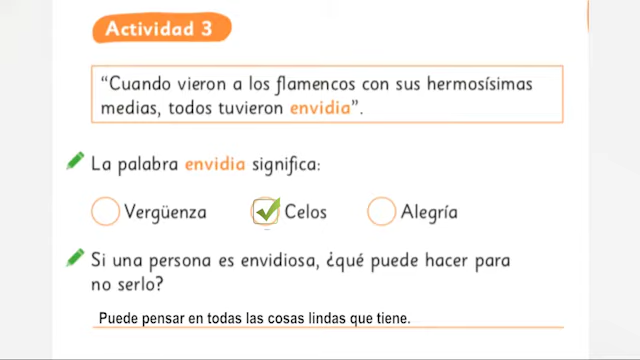 Actividad 3
“Cuando vieron a los flamencos con sus hermosísimas
medias, todos tuvieron envidia”.
La palabra envidia significa:
Vergüenza Celos Alegría
Si una persona es envidiosa, ¿qué puede hacer para
no serlo?
Puede pensar en todas las cosas lindas que tiene.